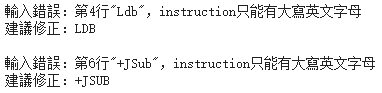 輸入錯誤：第4行"Ldb"，instruction只能有大寫英文字母
建議修正：LDB
輸入錯誤：第6行"+JSub"，instruction只能有大寫英文字母
建議修正：+JSUB